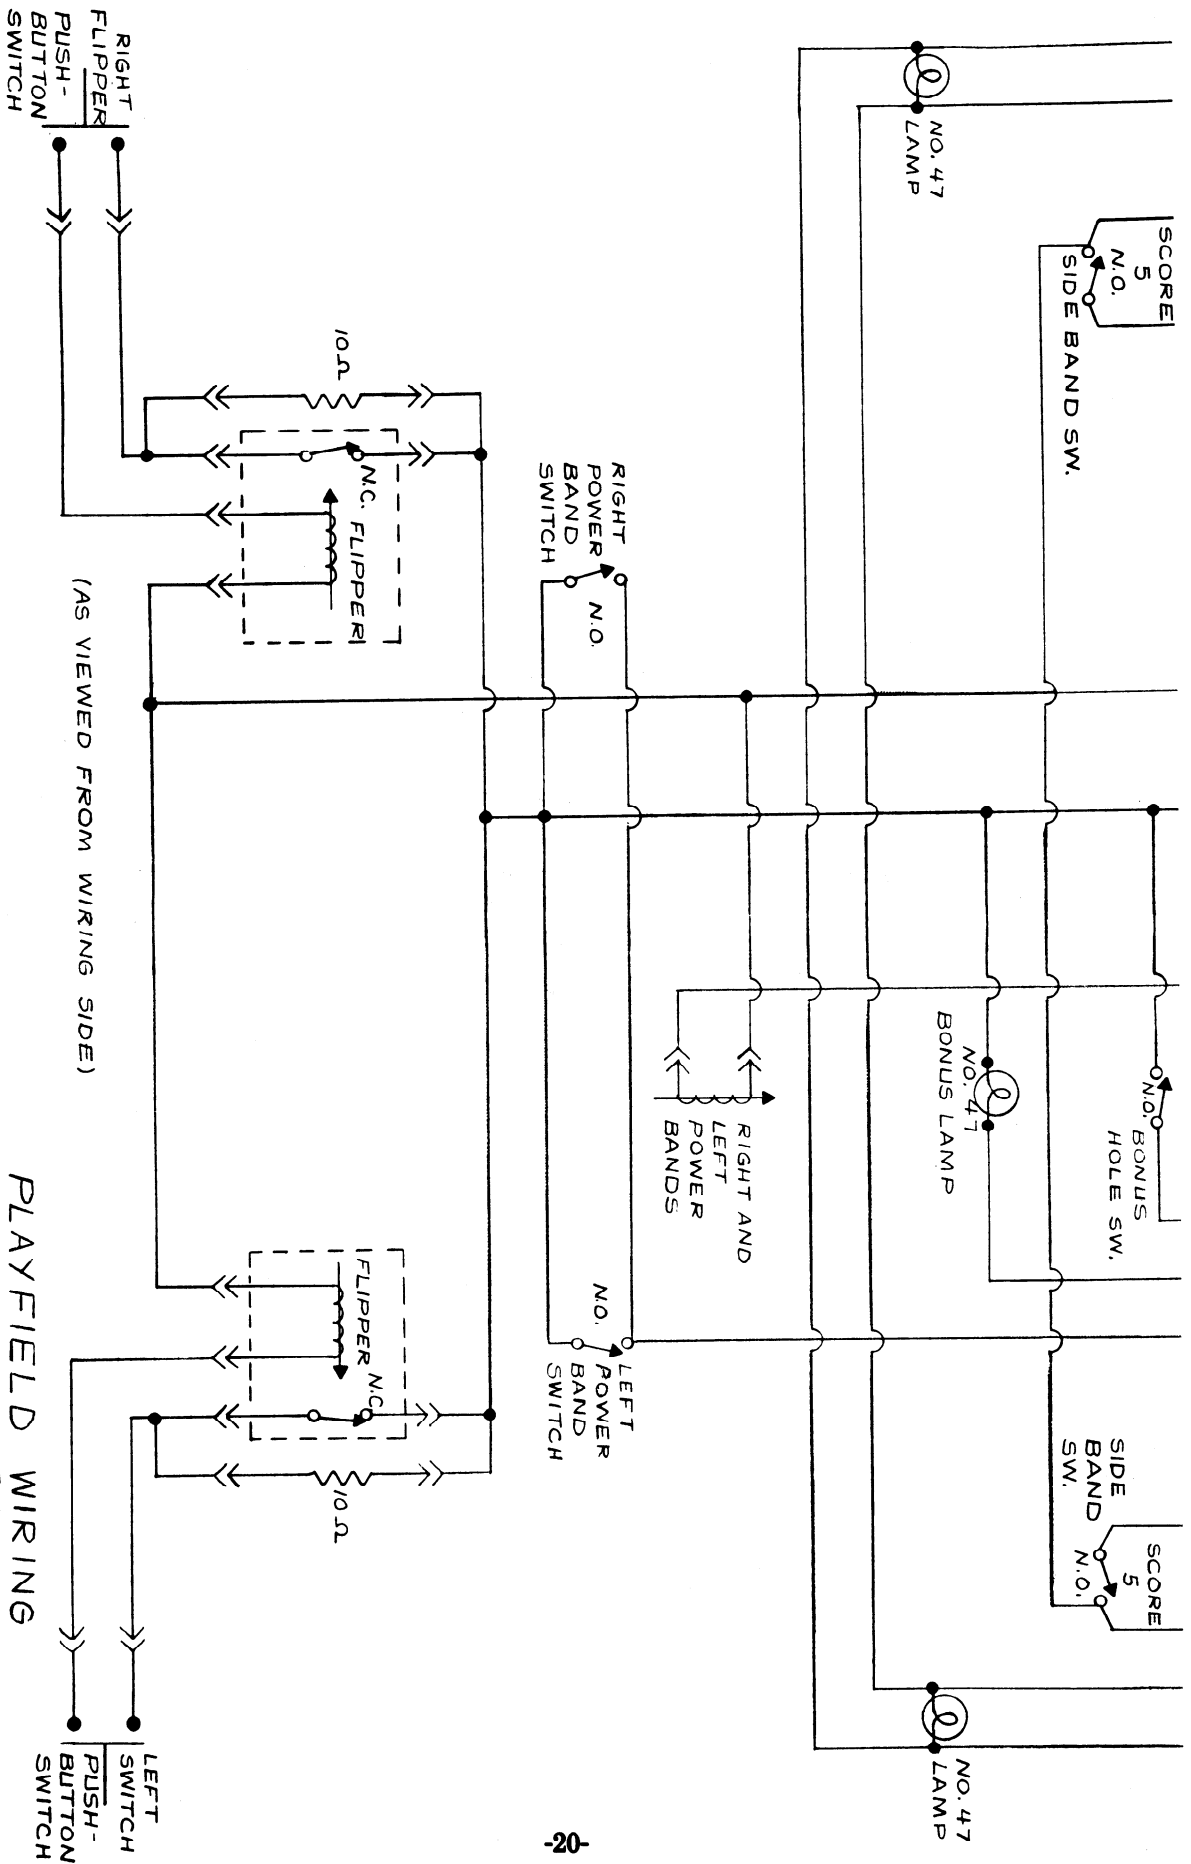 NO. 47
LAMP
SCORE
5
N.O.
SIDE BAND SW.
RIGHT
FLIPPER
PUSH-
BUTTON
SWITCH
10Ω
N.C.
FLIPPER
RIGHT
POWER
BAND
SWITCH
N.O.
(AS VIEWED FROM WIRING SIDE)
N.O.
BONUS
HOLE SW.
NO. 47
BONUS LAMP
RIGHT AND
LEFT
POWER
BANDS
FLIPPER
N.C.
10Ω
N.O.
LEFT
POWER
BAND
SWITCH
SIDE
BAND
SW.
SCORE
5
N.O.
NO. 47
LAMP
LEFT
SWITCH
PUSH-
BUTTON
SWITCH
PLAYFIELD WIRING
-20-